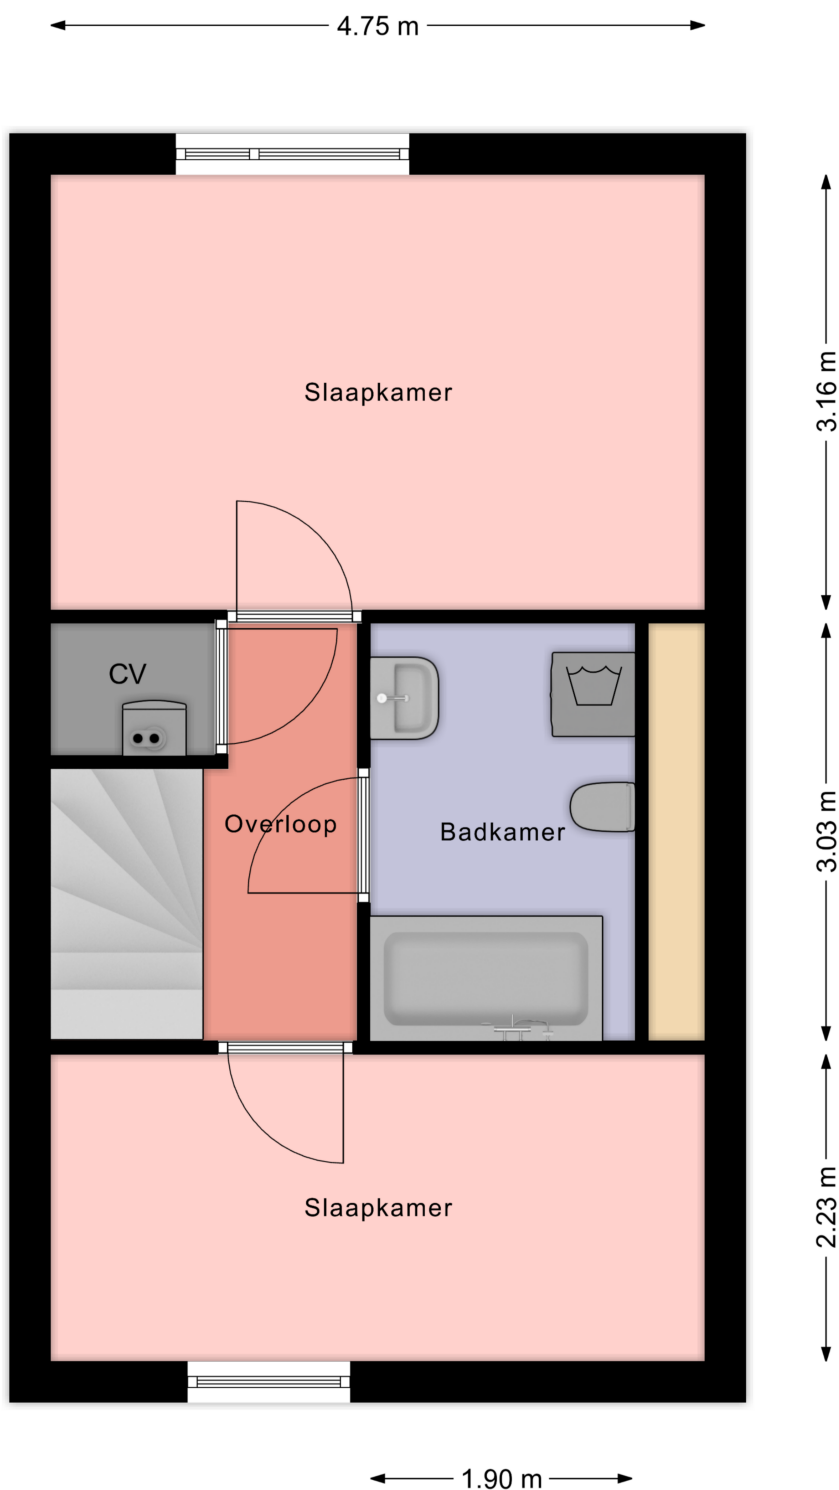 4.75 m
Slaapkamer
3.16 m
CV
Overloop
Badkamer
3.03 m
Slaapkamer
2.23 m
1.90 m